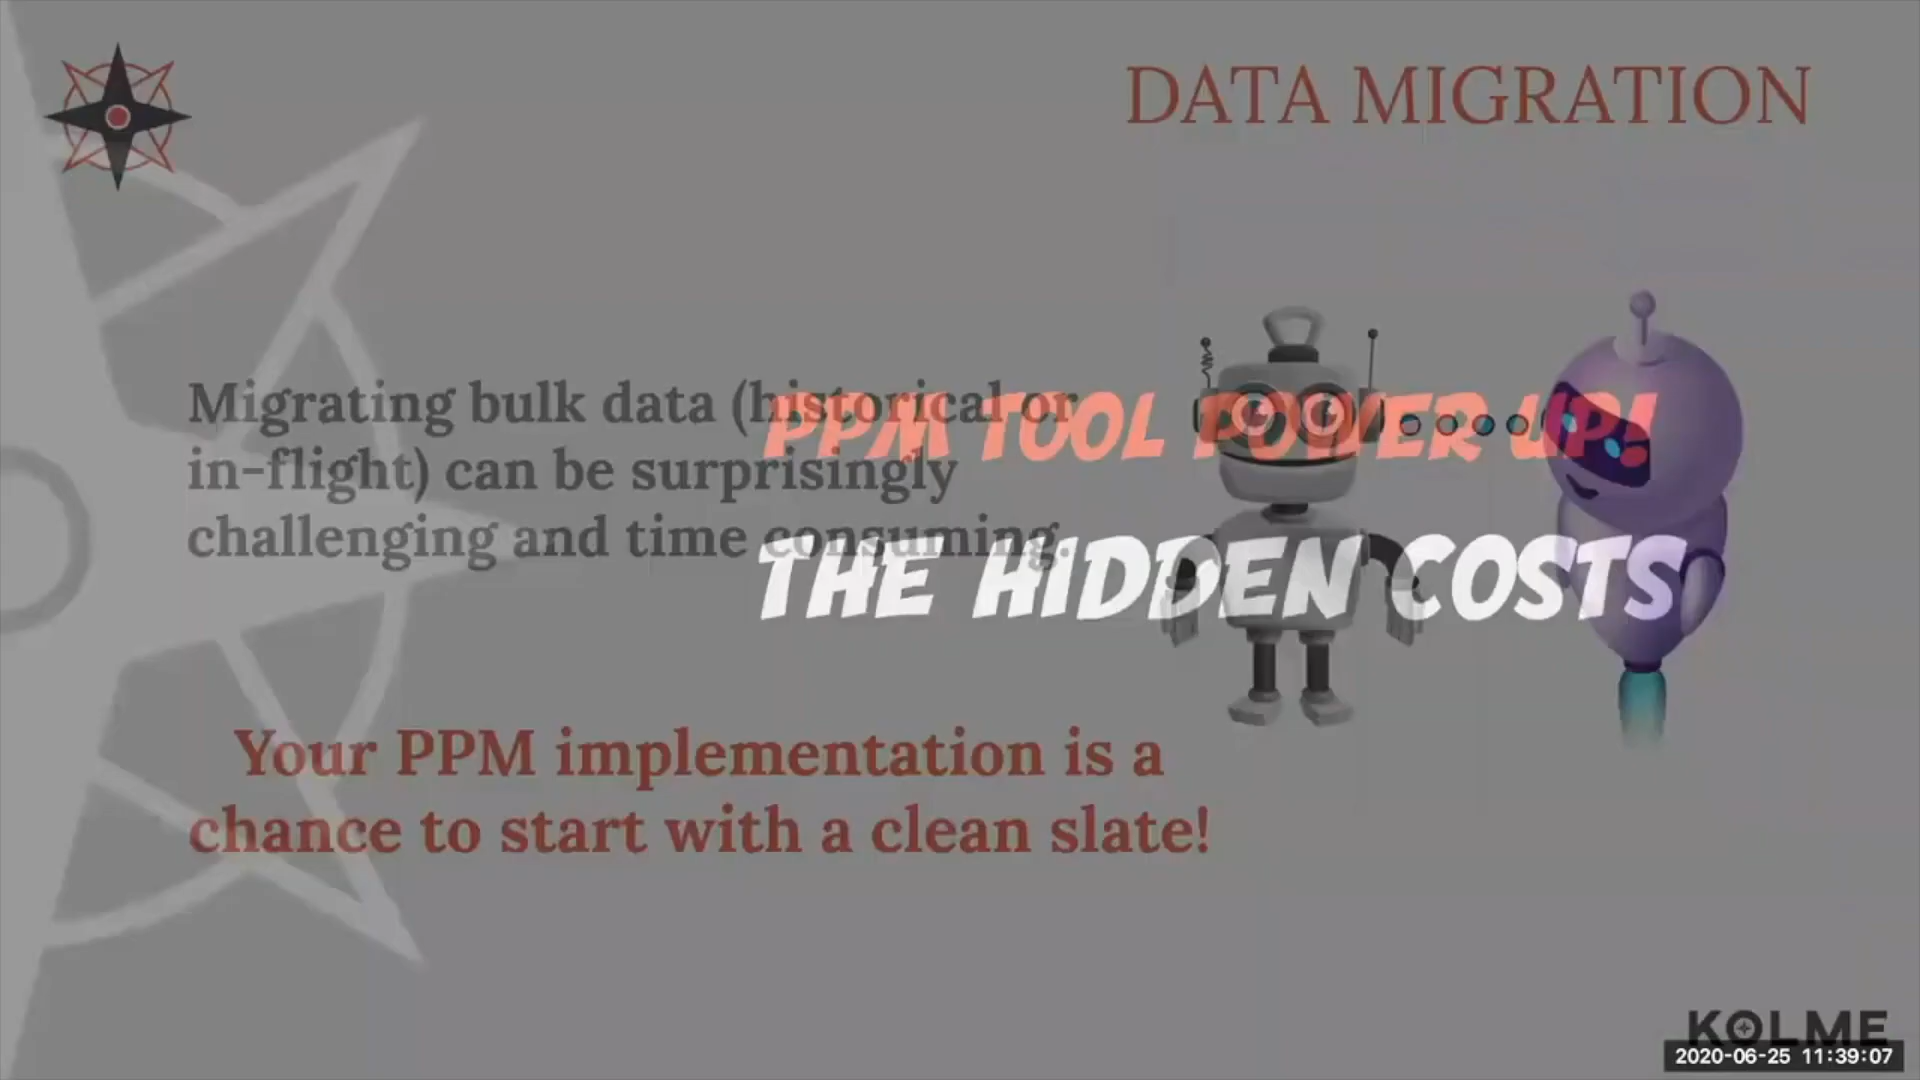 DATA MIGRATION
Migrating bulk data (historical or
in-flight) can be surprisingly
challenging and time consuming.
PPM TOOL POWER UP!
THE HIDDEN COSTS
Your PPM implementation is a
chance to start with a clean slate!
KOLME
2020-06-25 11:39:07